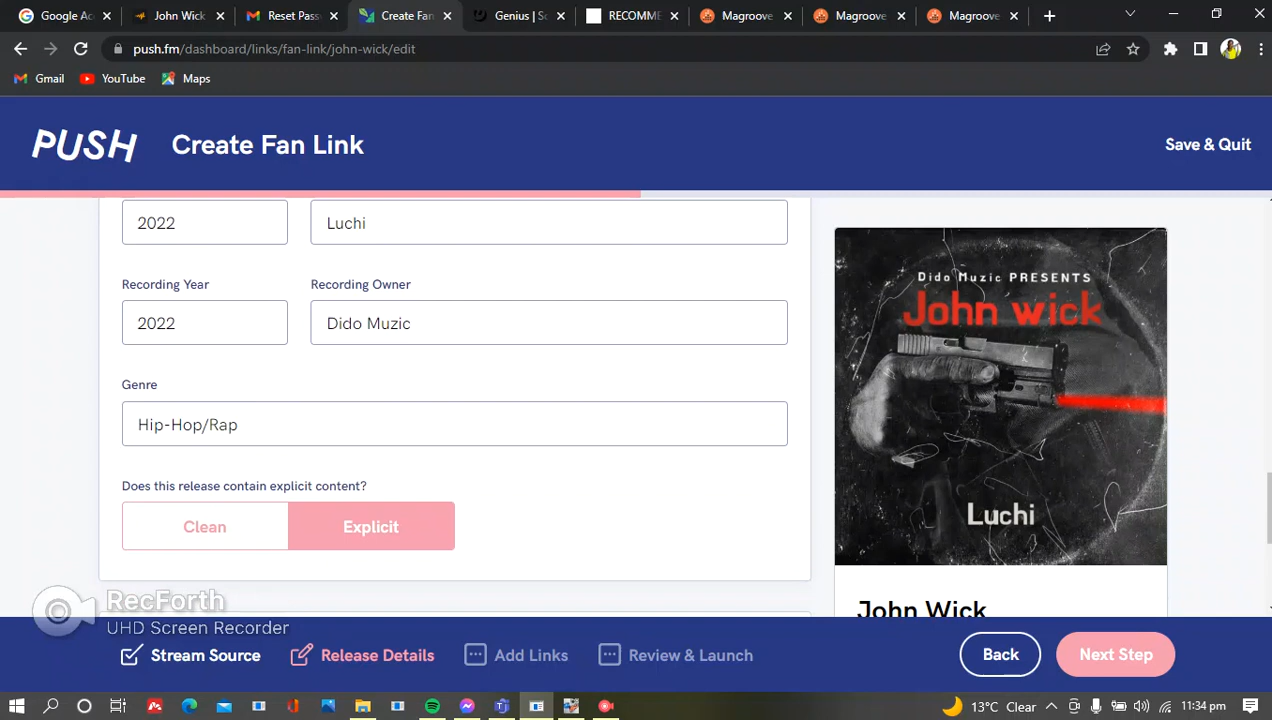 Google Ac
John Wick
Reset Pass
Create Fan
Genius | So
RECOMME
Magroove
Magroove
Magroove
push.fm/dashboard/links/fan-link/john-wick/edit
Gmail
YouTube
Maps
PUSH
Create Fan Link
Save & Quit
2022
Luchi
Recording Year
Recording Owner
2022
Dido Muzic
Genre
Hip-Hop/Rap
Does this release contain explicit content?
Clean
Explicit
Dido Muzic PRESENTS
John wick
Luchi
John Wick
RecForth
UHD Screen Recorder
Stream Source
Release Details
Add Links
Review & Launch
Back
Next Step
13°C Clear
11:34 pm